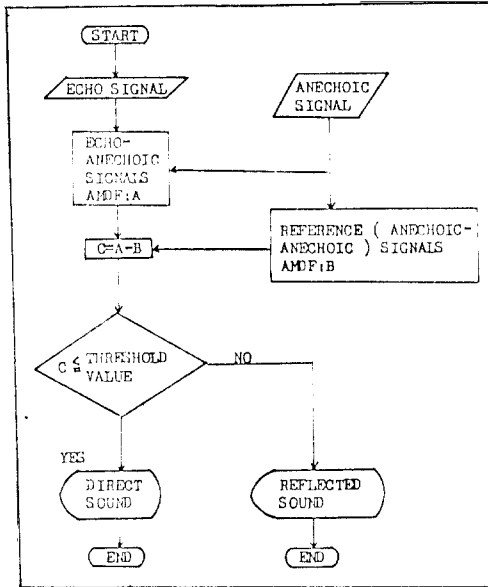 START
ECHO SIGNAL
ANECHOIC
SIGNAL
ECHO-
ANECHOIC
SIGNALS
AMDF:A
REFERENCE ( ANECHOIC-
ANECHOIC ) SIGNALS
AMDF:B
C=A-B
C ≦ THRESHOLD
VALUE
NO
YES
DIRECT
SOUND
REFLECTED
SOUND
END
END